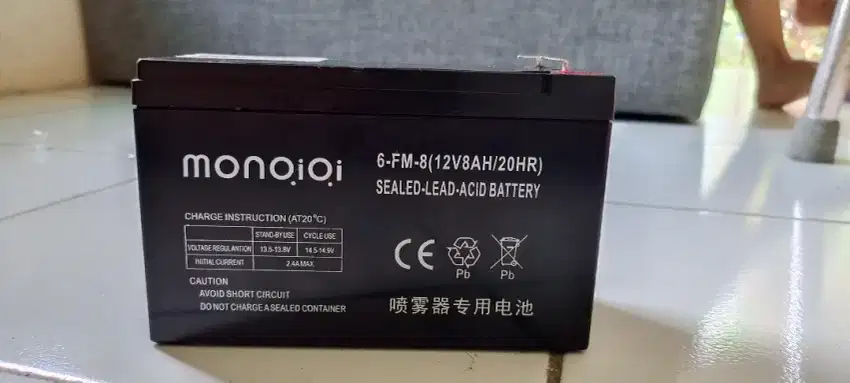 monqiqi
6-FM-8(12V8AH/20HR)
SEALED-LEAD-ACID BATTERY
CHARGE INSTRUCTION (AT20°C)
STAND-BY USE CYCLE USE
VOLTAGE REGULANTION 13.5-13.8V 14.5-14.9V
INITIAL CURRENT 2.4A MAX
CAUTION
AVOID SHORT CIRCUIT
DO NOT CHARGE A SEALED CONTAINER
CE
Pb Pb
喷雾器专用电池